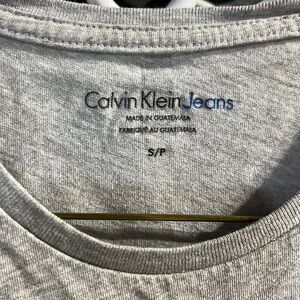 Calvin Klein Jeans
MADE IN GUATEMALA
FABRIQUÉ AU GUATEMALA
S/P